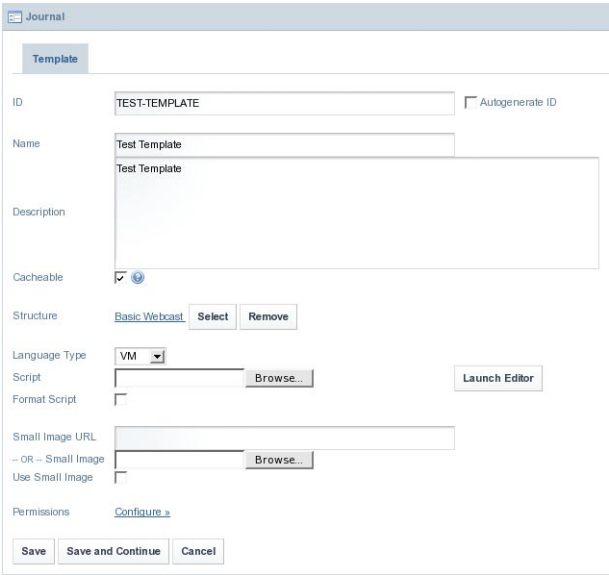 Journal
Template
ID TEST-TEMPLATE Autogenerate ID
Name Test Template
Test Template
Description
Cacheable
Structure Basic Webcast Select Remove
Language Type VM
Script Browse... Launch Editor
Format Script
Small Image URL
-- OR -- Small Image Browse...
Use Small Image
Permissions Configure »
Save Save and Continue Cancel